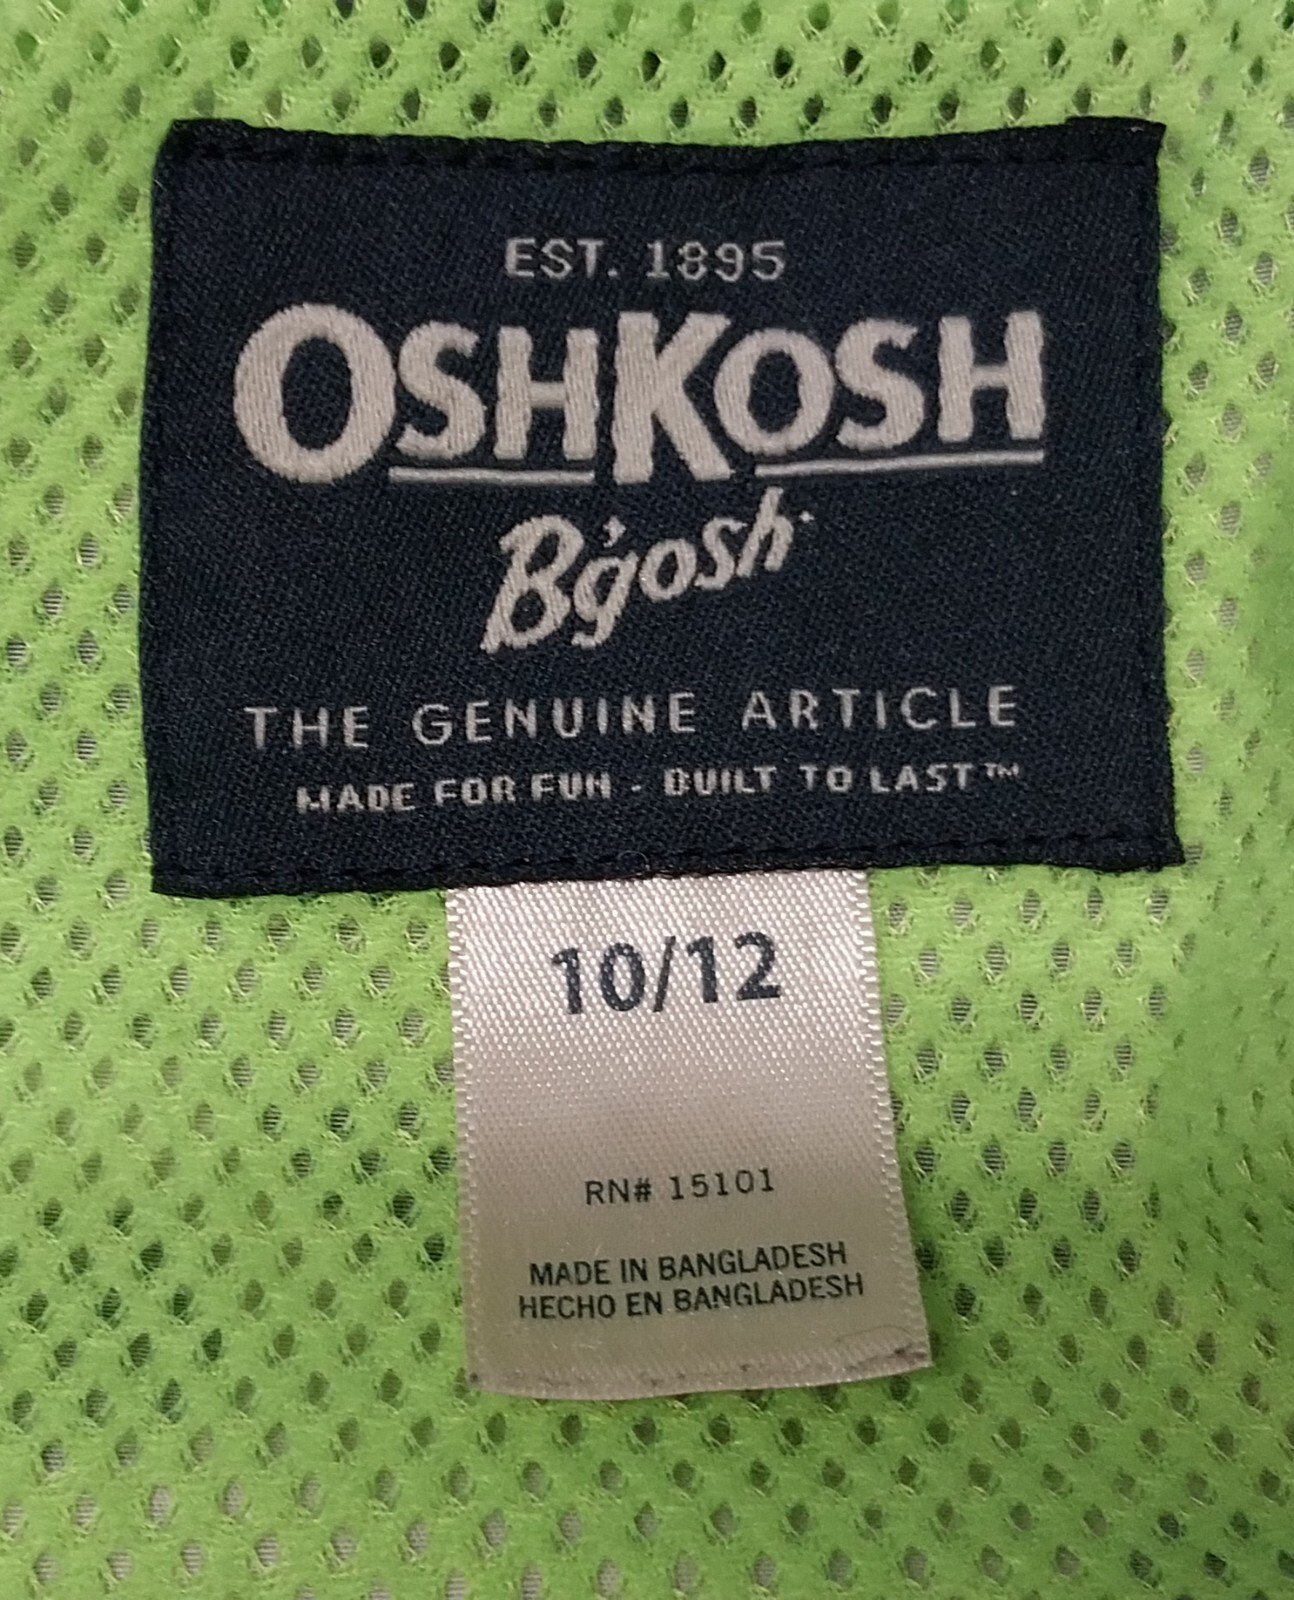 EST. 1895
OSHKOSH
B'gosh
THE GENUINE ARTICLE
MADE FOR FUN - BUILT TO LAST™
10/12
RN# 15101
MADE IN BANGLADESH
HECHO EN BANGLADESH